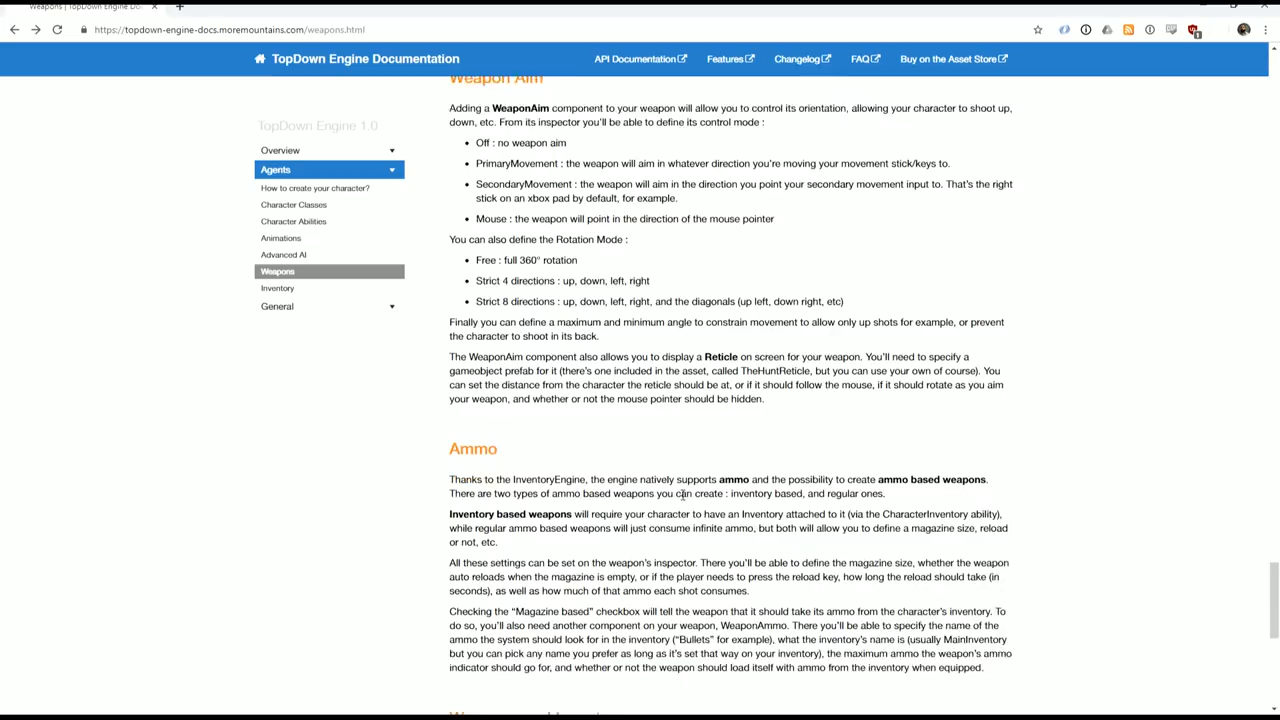 Weapons | TopDown Engine Do
https://topdown-engine-docs.moremountains.com/weapons.html
TopDown Engine Documentation
API Documentation
Features
Changelog
FAQ
Buy on the Asset Store
TopDown Engine 1.0
Overview
Agents
How to create your character?
Character Classes
Character Abilities
Animations
Advanced AI
Weapons
Inventory
General
Weapon Aim
Adding a WeaponAim component to your weapon will allow you to control its orientation, allowing your character to shoot up,
down, etc. From its inspector you'll be able to define its control mode :
• Off : no weapon aim
• PrimaryMovement : the weapon will aim in whatever direction you're moving your movement stick/keys to.
• SecondaryMovement : the weapon will aim in the direction you point your secondary movement input to. That's the right
stick on an xbox pad by default, for example.
• Mouse : the weapon will point in the direction of the mouse pointer
You can also define the Rotation Mode :
• Free : full 360° rotation
• Strict 4 directions : up, down, left, right
• Strict 8 directions : up, down, left, right, and the diagonals (up left, down right, etc)
Finally you can define a maximum and minimum angle to constrain movement to allow only up shots for example, or prevent
the character to shoot in its back.
The WeaponAim component also allows you to display a Reticle on screen for your weapon. You'll need to specify a
gameobject prefab for it (there's one included in the asset, called TheHuntReticle, but you can use your own of course). You
can set the distance from the character the reticle should be at, or if it should follow the mouse, if it should rotate as you aim
your weapon, and whether or not the mouse pointer should be hidden.
Ammo
Thanks to the InventoryEngine, the engine natively supports ammo and the possibility to create ammo based weapons.
There are two types of ammo based weapons you can create : inventory based, and regular ones.
Inventory based weapons will require your character to have an Inventory attached to it (via the CharacterInventory ability),
while regular ammo based weapons will just consume infinite ammo, but both will allow you to define a magazine size, reload
or not, etc.
All these settings can be set on the weapon's inspector. There you'll be able to define the magazine size, whether the weapon
auto reloads when the magazine is empty, or if the player needs to press the reload key, how long the reload should take (in
seconds), as well as how much of that ammo each shot consumes.
Checking the “Magazine based” checkbox will tell the weapon that it should take its ammo from the character's inventory. To
do so, you'll also need another component on your weapon, WeaponAmmo. There you'll be able to specify the name of the
ammo the system should look for in the inventory (“Bullets” for example), what the inventory's name is (usually MainInventory
but you can pick any name you prefer as long as it's set that way on your inventory), the maximum ammo the weapon's ammo
indicator should go for, and whether or not the weapon should load itself with ammo from the inventory when equipped.